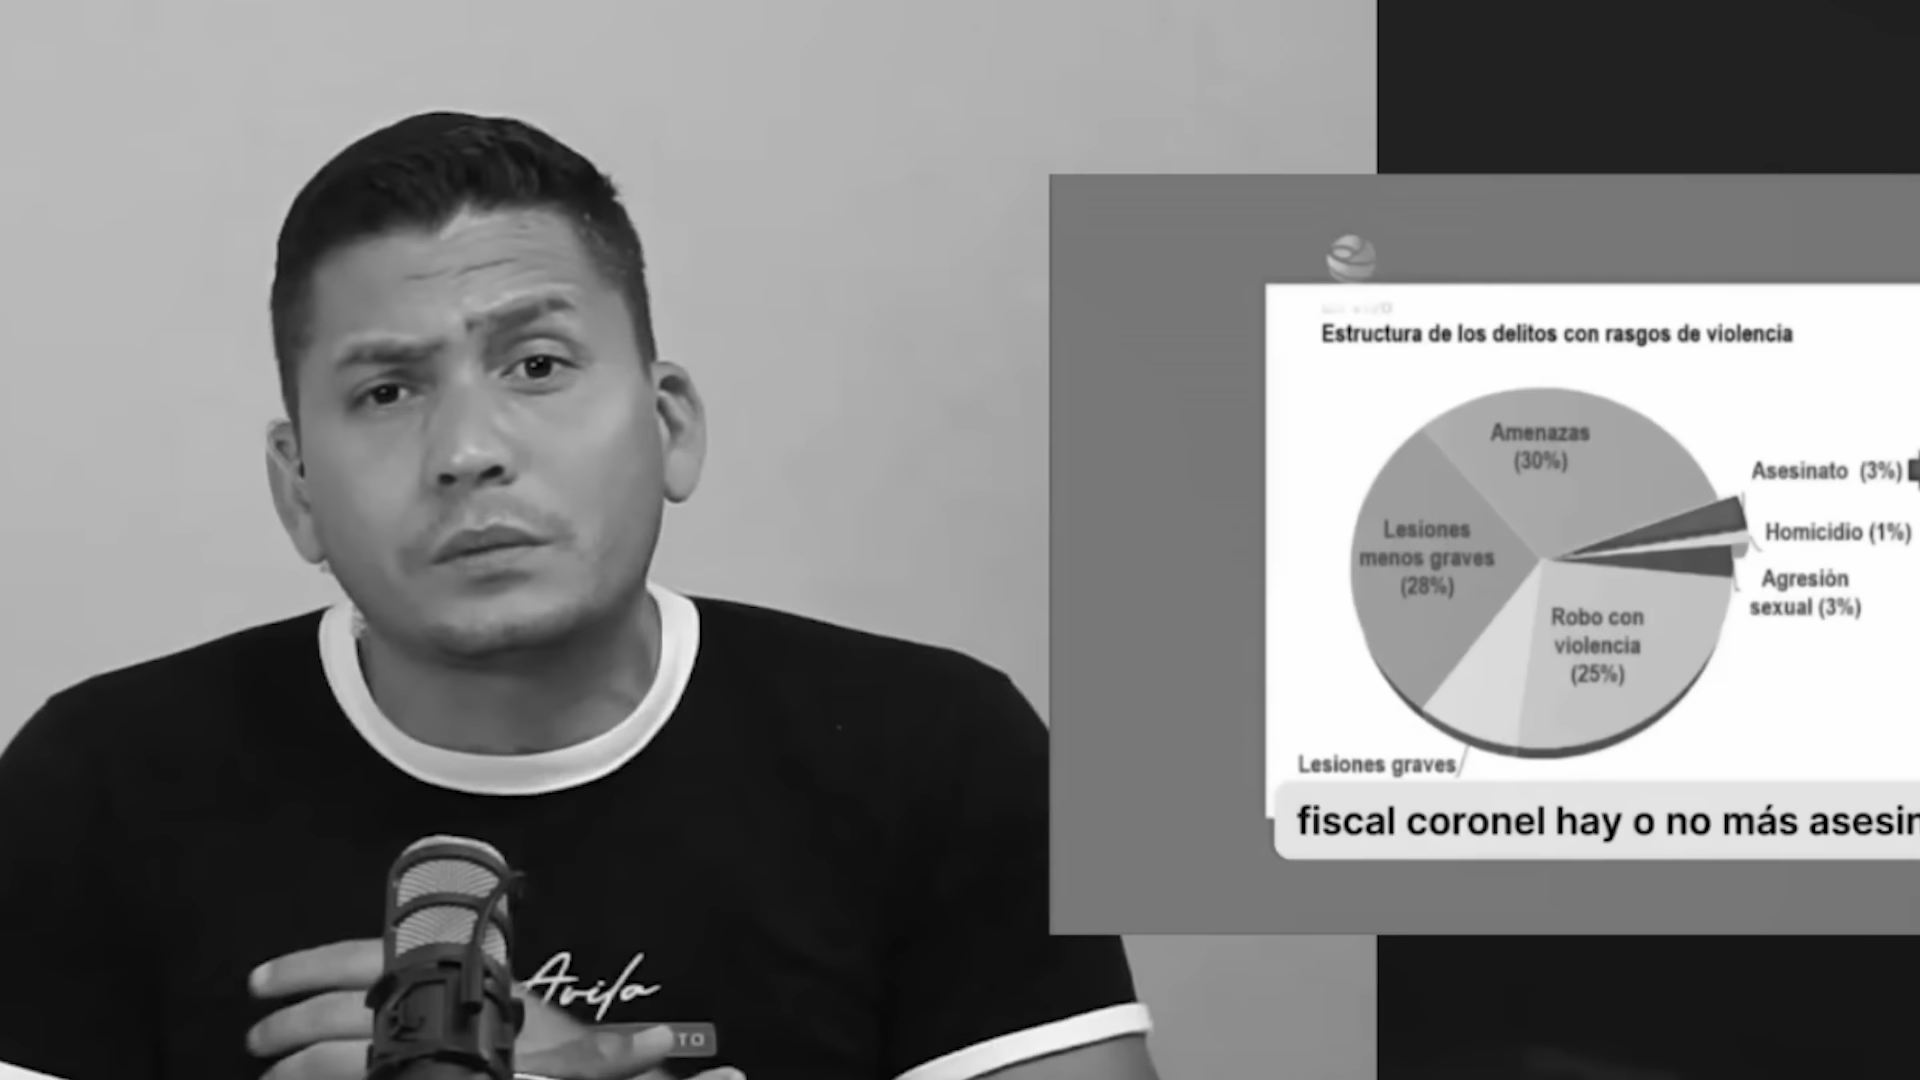 Estructura de los delitos con rasgos de violencia
Amenazas
(30%)
Asesinato (3%)
Homicidio (1%)
Agresión
sexual (3%)
Lesiones
menos graves
(28%)
Robo con
violencia
(25%)
Lesiones graves
fiscal coronel hay o no más asesin
Avila
TO